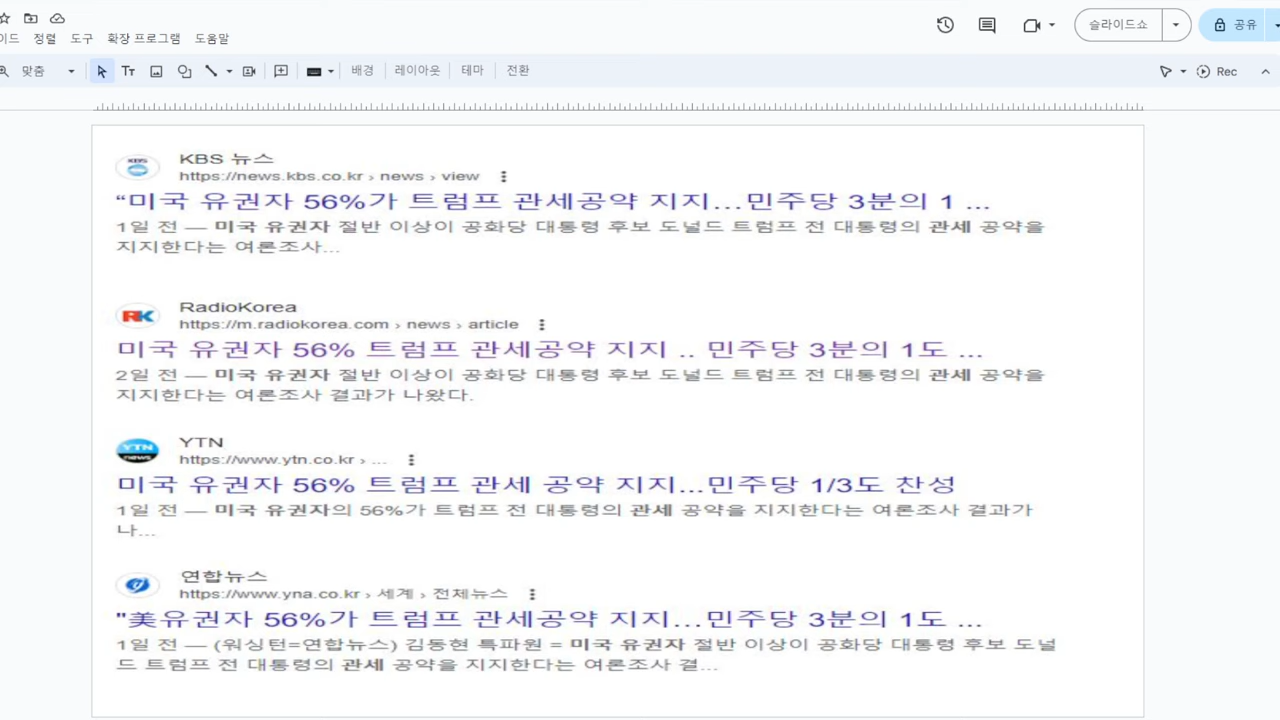 이드 정렬 도구 확장 프로그램 도움말
슬라이드쇼
공유
맞춤
배경 레이아웃 테마 전환
Rec
KBS 뉴스
https://news.kbs.co.kr › news › view
“미국 유권자 56%가 트럼프 관세공약 지지...민주당 3분의 1 ...
1일 전 — 미국 유권자 절반 이상이 공화당 대통령 후보 도널드 트럼프 전 대통령의 관세 공약을
지지한다는 여론조사...
RK
RadioKorea
https://m.radiokorea.com › news › article
미국 유권자 56% 트럼프 관세공약 지지 .. 민주당 3분의 1도 ...
2일 전 — 미국 유권자 절반 이상이 공화당 대통령 후보 도널드 트럼프 전 대통령의 관세 공약을
지지한다는 여론조사 결과가 나왔다.
YTN
news
YTN
https://www.ytn.co.kr › ...
미국 유권자 56% 트럼프 관세 공약 지지...민주당 1/3도 찬성
1일 전 — 미국 유권자의 56%가 트럼프 전 대통령의 관세 공약을 지지한다는 여론조사 결과가
나...
연합뉴스
https://www.yna.co.kr › 세계 › 전체뉴스
"美유권자 56%가 트럼프 관세공약 지지...민주당 3분의 1도 ...
1일 전 — (워싱턴=연합뉴스) 김동현 특파원 = 미국 유권자 절반 이상이 공화당 대통령 후보 도널
드 트럼프 전 대통령의 관세 공약을 지지한다는 여론조사 결...